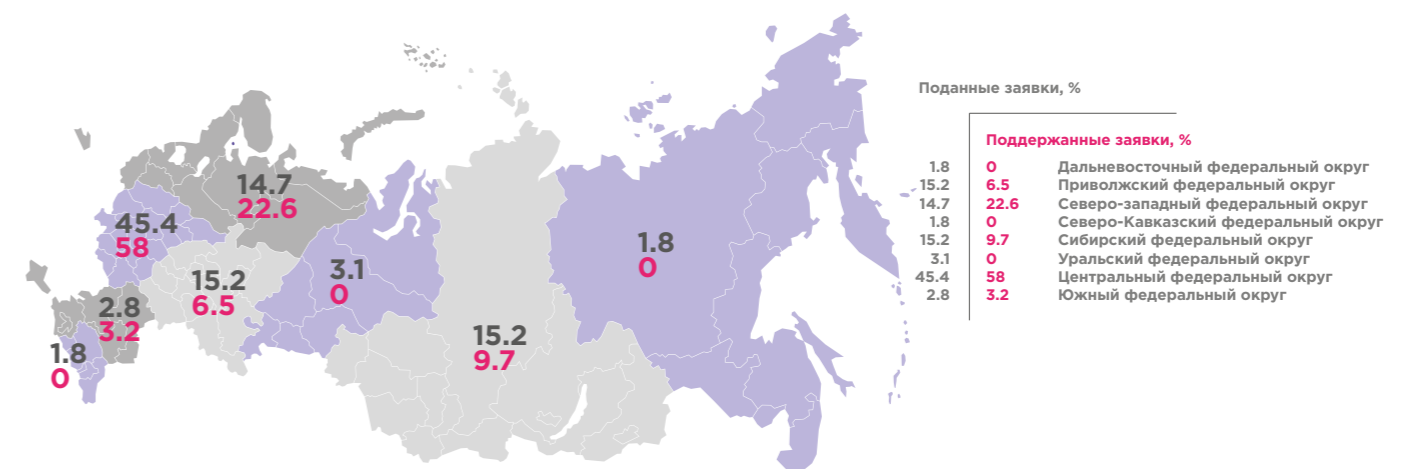 14.7
22.6
45.4
58
15.2
6.5
3.1
0
1.8
0
2.8
3.2
1.8
0
15.2
9.7
Поданные заявки, %
Поддержанные заявки, %
1.8 0 Дальневосточный федеральный округ
15.2 6.5 Приволжский федеральный округ
14.7 22.6 Северо-западный федеральный округ
1.8 0 Северо-Кавказский федеральный округ
15.2 9.7 Сибирский федеральный округ
3.1 0 Уральский федеральный округ
45.4 58 Центральный федеральный округ
2.8 3.2 Южный федеральный округ